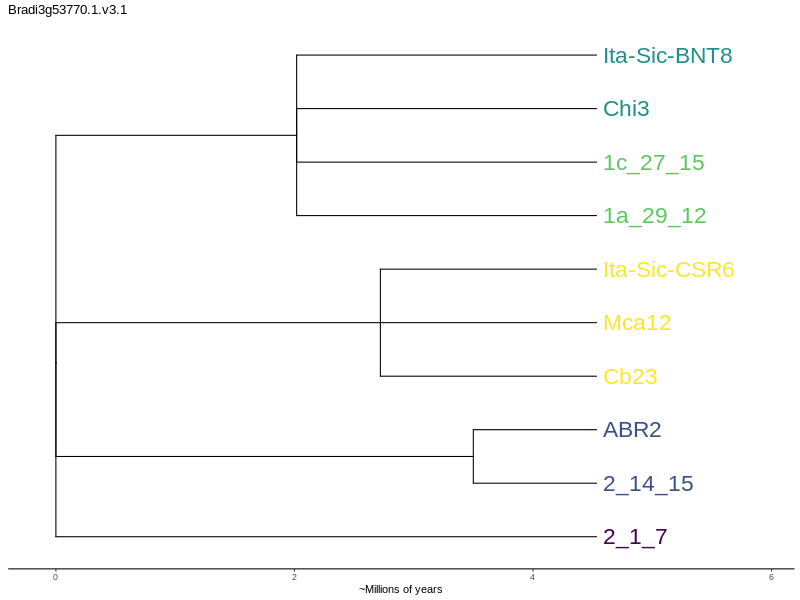 Bradi3g53770.1.v3.1
Ita-Sic-BNT8
Chi3
1c_27_15
1a_29_12
Ita-Sic-CSR6
Mca12
Cb23
ABR2
2_14_15
2_1_7
0 2 4 6
~Millions of years